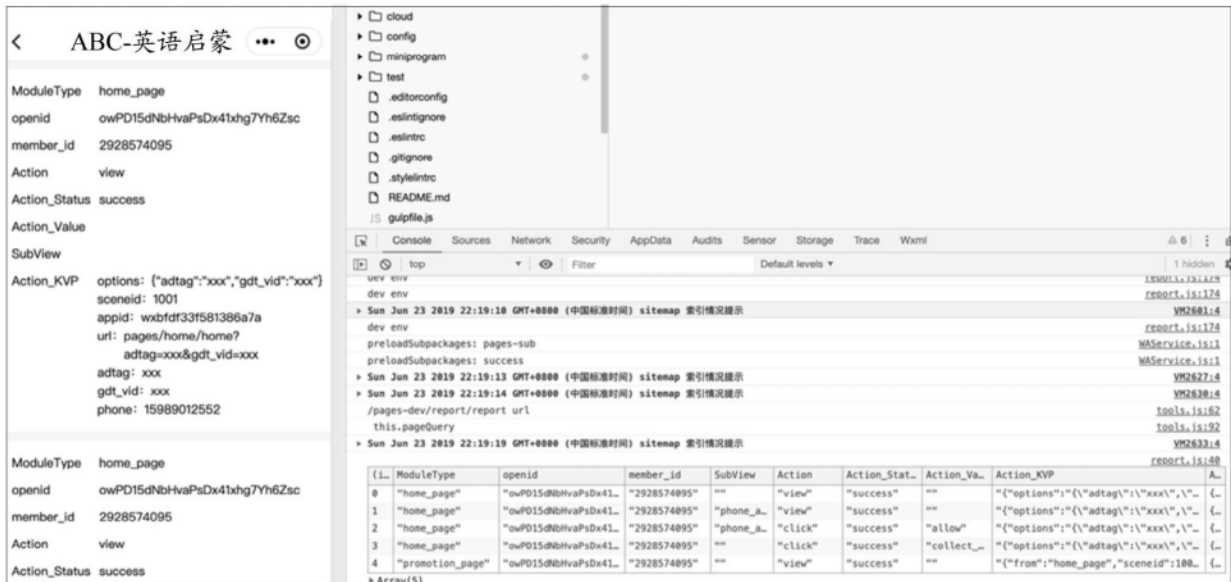 ABC-英语启蒙
ModuleType home_page
openid owPD15dNbHvaPsDx41xhg7Yh6Zsc
member_id 2928574095
Action view
Action_Status success
Action_Value
SubView
Action_KVP options: {"adtag":"xxx","gdt_vid":"xxx"}
sceneid: 1001
appid: wxbfdf33f581386a7a
url: pages/home/home?
adtag=xxx&gdt_vid=xxx
adtag: xxx
gdt_vid: xxx
phone: 15989012552
ModuleType home_page
openid owPD15dNbHvaPsDx41xhg7Yh6Zsc
member_id 2928574095
Action view
Action_Status success
cloud
config
miniprogram
test
.editorconfig
.eslintignore
.eslintrc
.gitignore
.stylelintrc
README.md
JS gulpfile.js
Console Sources Network Security AppData Audits Sensor Storage Trace Wxml 6
top Filter Default levels 1 hidden
dev env report.js:174
dev env report.js:174
Sun Jun 23 2019 22:19:10 GMT+0800 (中国标准时间) sitemap 索引情况提示 VM2601:4
dev env report.js:174
preloadSubpackages: pages-sub WAService.js:1
preloadSubpackages: success WAService.js:1
Sun Jun 23 2019 22:19:13 GMT+0800 (中国标准时间) sitemap 索引情况提示 VM2627:4
Sun Jun 23 2019 22:19:14 GMT+0800 (中国标准时间) sitemap 索引情况提示 VM2630:4
/pages-dev/report/report url tools.js:62
this.pageQuery tools.js:92
Sun Jun 23 2019 22:19:19 GMT+0800 (中国标准时间) sitemap 索引情况提示 VM2633:4
report.js:40
(i… ModuleType openid member_id SubView Action Action_Stat… Action_Va… Action_KVP A…
0 "home_page" "owPD15dNbHvaPsDx41… "2928574095" "" "view" "success" "" "{"options":"{\"adtag\":\"xxx\",\"… {…
1 "home_page" "owPD15dNbHvaPsDx41… "2928574095" "phone_a… "view" "success" "" "{"options":"{\"adtag\":\"xxx\",\"… {…
2 "home_page" "owPD15dNbHvaPsDx41… "2928574095" "phone_a… "click" "success" "allow" "{"options":"{\"adtag\":\"xxx\",\"… {…
3 "home_page" "owPD15dNbHvaPsDx41… "2928574095" "" "click" "success" "collect_… "{"options":"{\"adtag\":\"xxx\",\"… {…
4 "promotion_page" "owPD15dNbHvaPsDx41… "2928574095" "" "view" "success" "" "{"from":"home_page","sceneid":100… {…
Array(5)